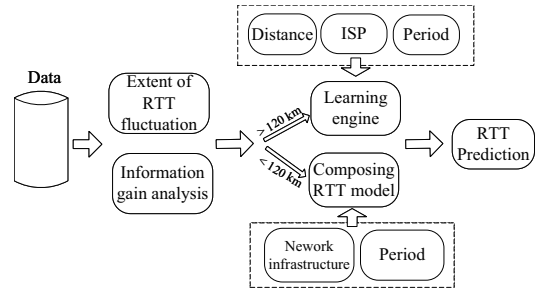 Distance
ISP
Period
Data
Extent of
RTT
fluctuation
Information
gain analysis
> 120 km
<120 km
Learning
engine
Composing
RTT model
RTT
Prediction
Nework
infrastructure
Period